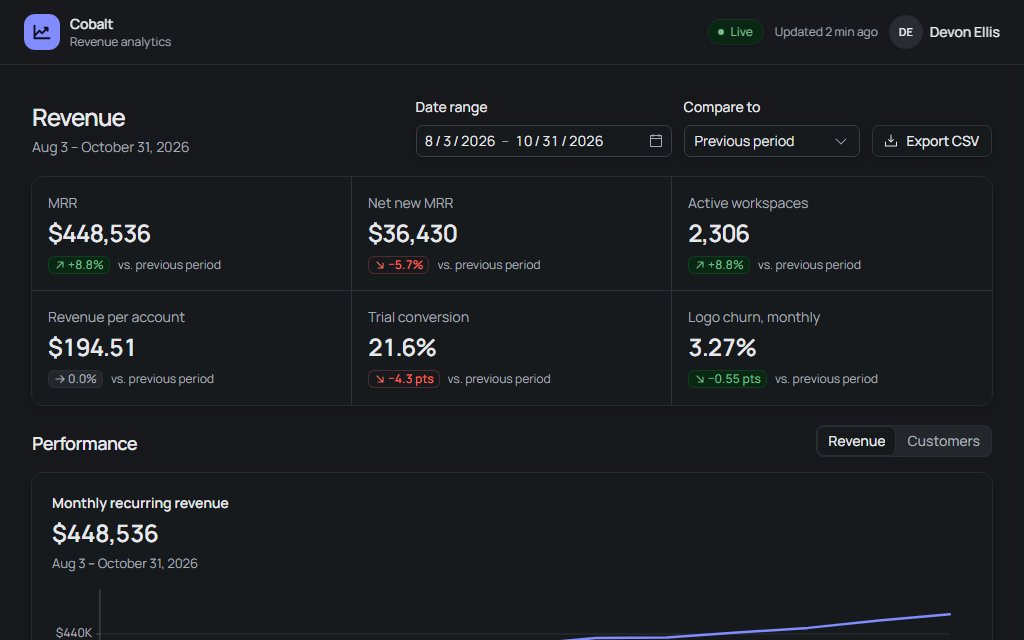 Cobalt
Revenue analytics
Live
Updated 2 min ago
DE
Devon Ellis
Revenue
Aug 3 – October 31, 2026
Date range
8 / 3 / 2026 – 10 / 31 / 2026
Compare to
Previous period
Export CSV
MRR
$448,536
+8.8% vs. previous period
Net new MRR
$36,430
−5.7% vs. previous period
Active workspaces
2,306
+8.8% vs. previous period
Revenue per account
$194.51
0.0% vs. previous period
Trial conversion
21.6%
−4.3 pts vs. previous period
Logo churn, monthly
3.27%
−0.55 pts vs. previous period
Performance
Revenue
Customers
Monthly recurring revenue
$448,536
Aug 3 – October 31, 2026
$440K